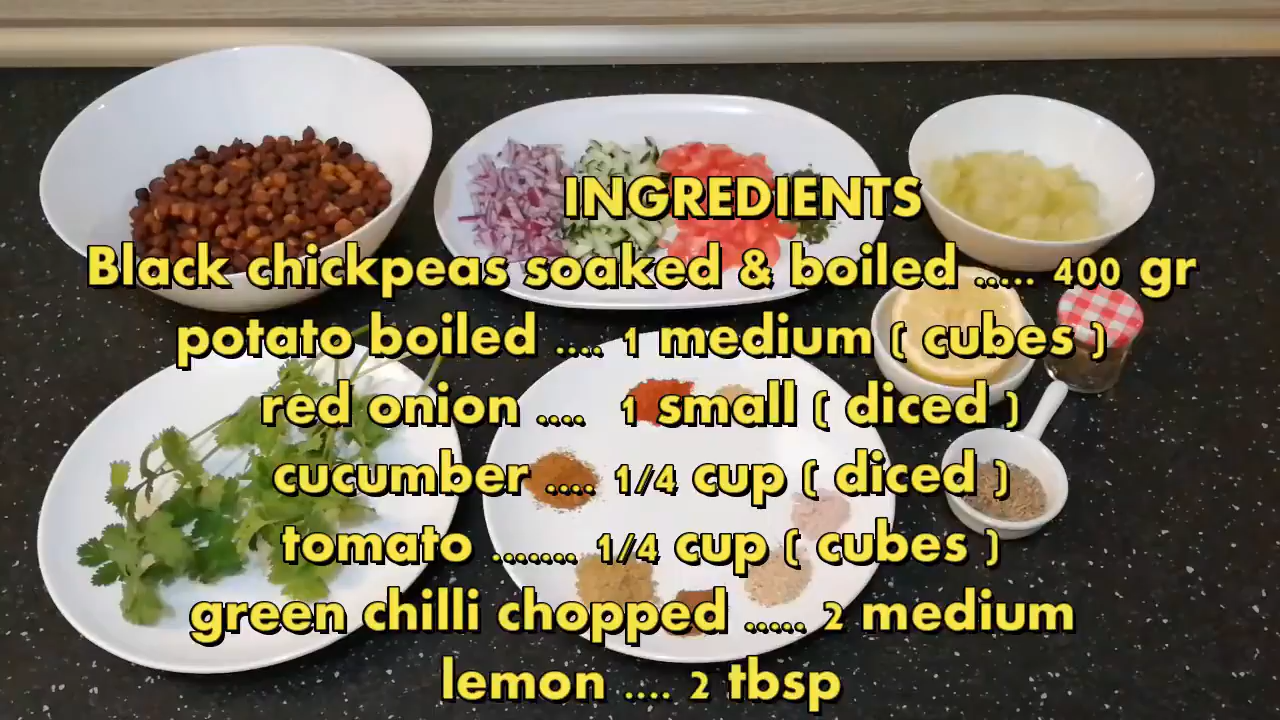 INGREDIENTS
Black chickpeas soaked & boiled ..... 400 gr
potato boiled .... 1 medium ( cubes )
red onion .... 1 small ( diced )
cucumber .... 1/4 cup ( diced )
tomato ....... 1/4 cup ( cubes )
green chilli chopped ..... 2 medium
lemon .... 2 tbsp